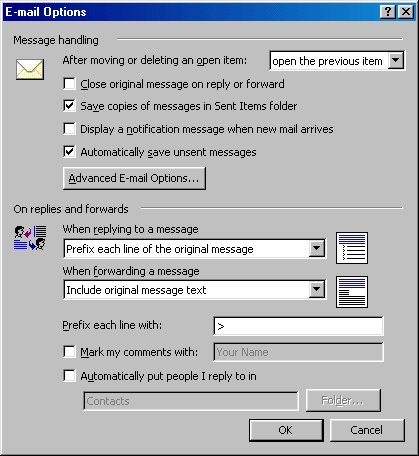 E-mail Options
Message handling
After moving or deleting an open item: open the previous item
Close original message on reply or forward
Save copies of messages in Sent Items folder
Display a notification message when new mail arrives
Automatically save unsent messages
Advanced E-mail Options...
On replies and forwards
When replying to a message
Prefix each line of the original message
When forwarding a message
Include original message text
Prefix each line with: >
Mark my comments with: Your Name
Automatically put people I reply to in
Contacts Folder...
OK Cancel